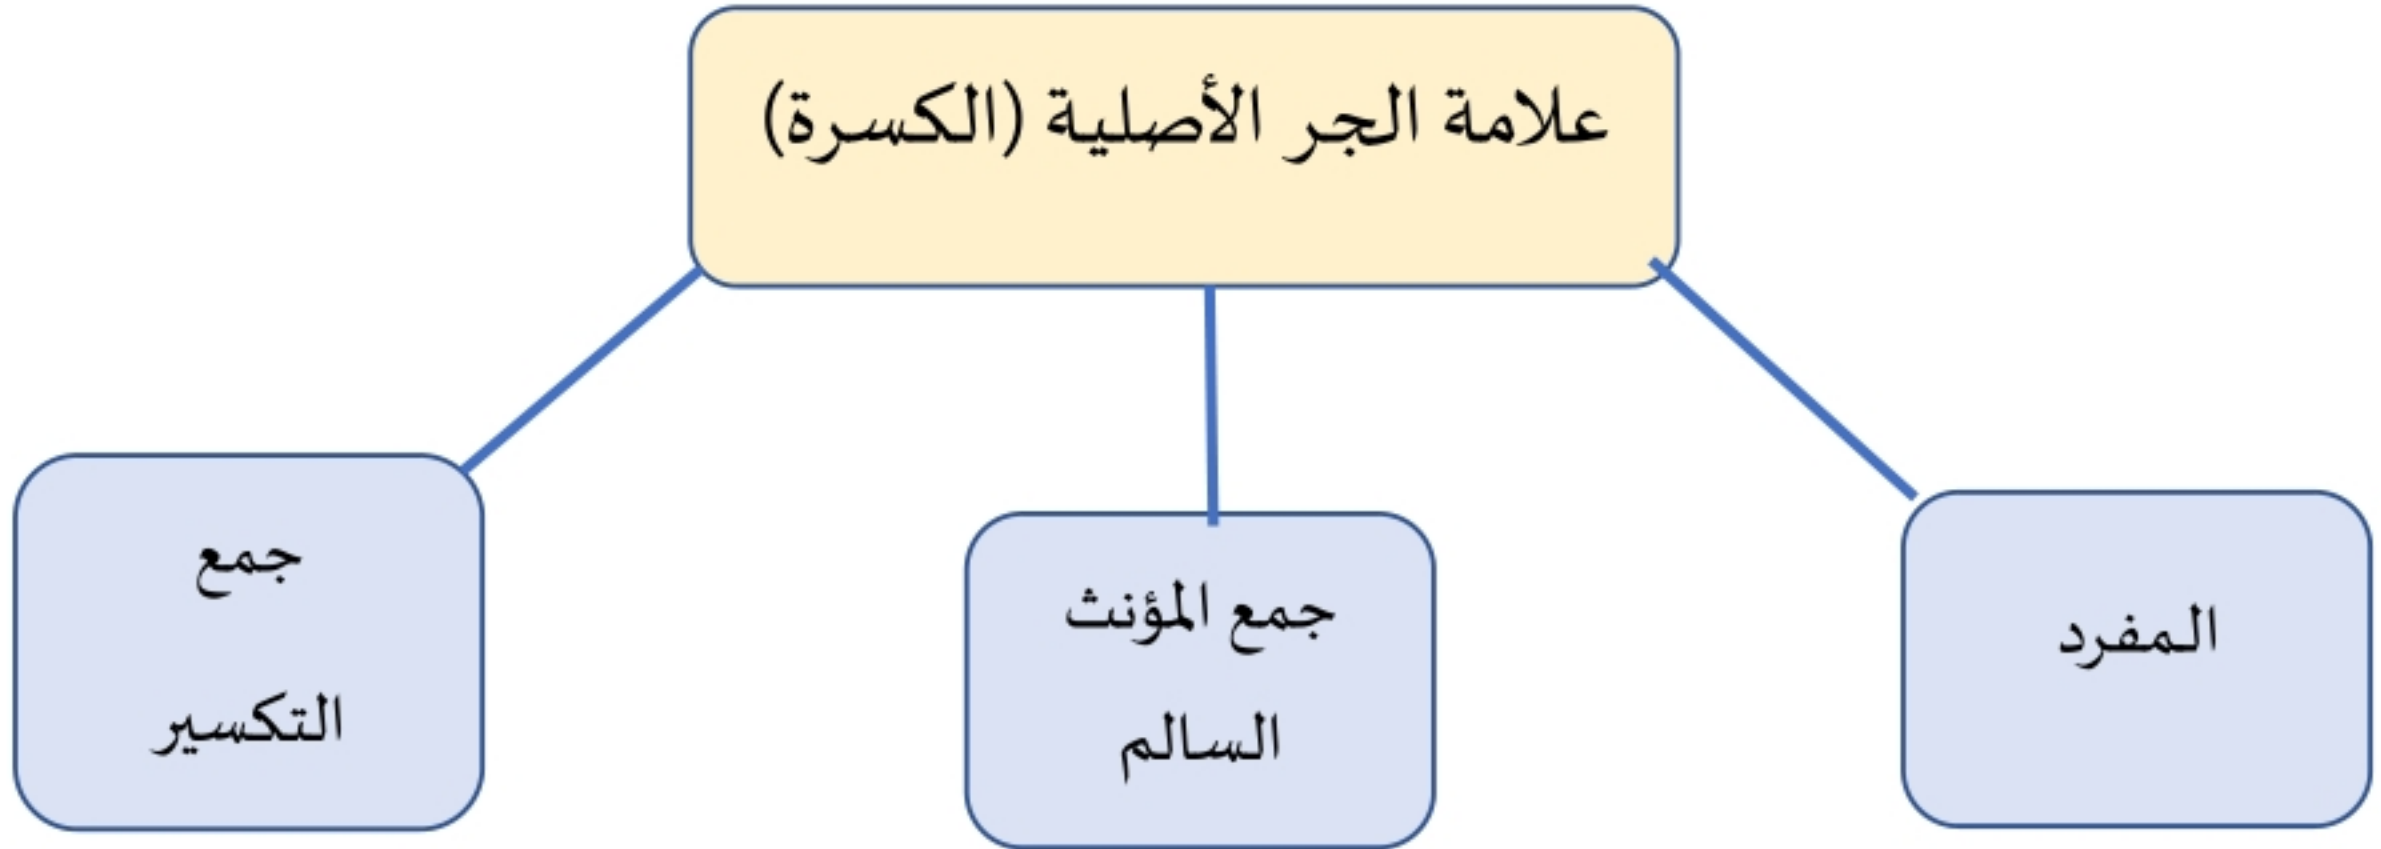 علامة الجر الأصلية (الكسرة)
المفرد
جمع المؤنث
السالم
جمع
التكسير